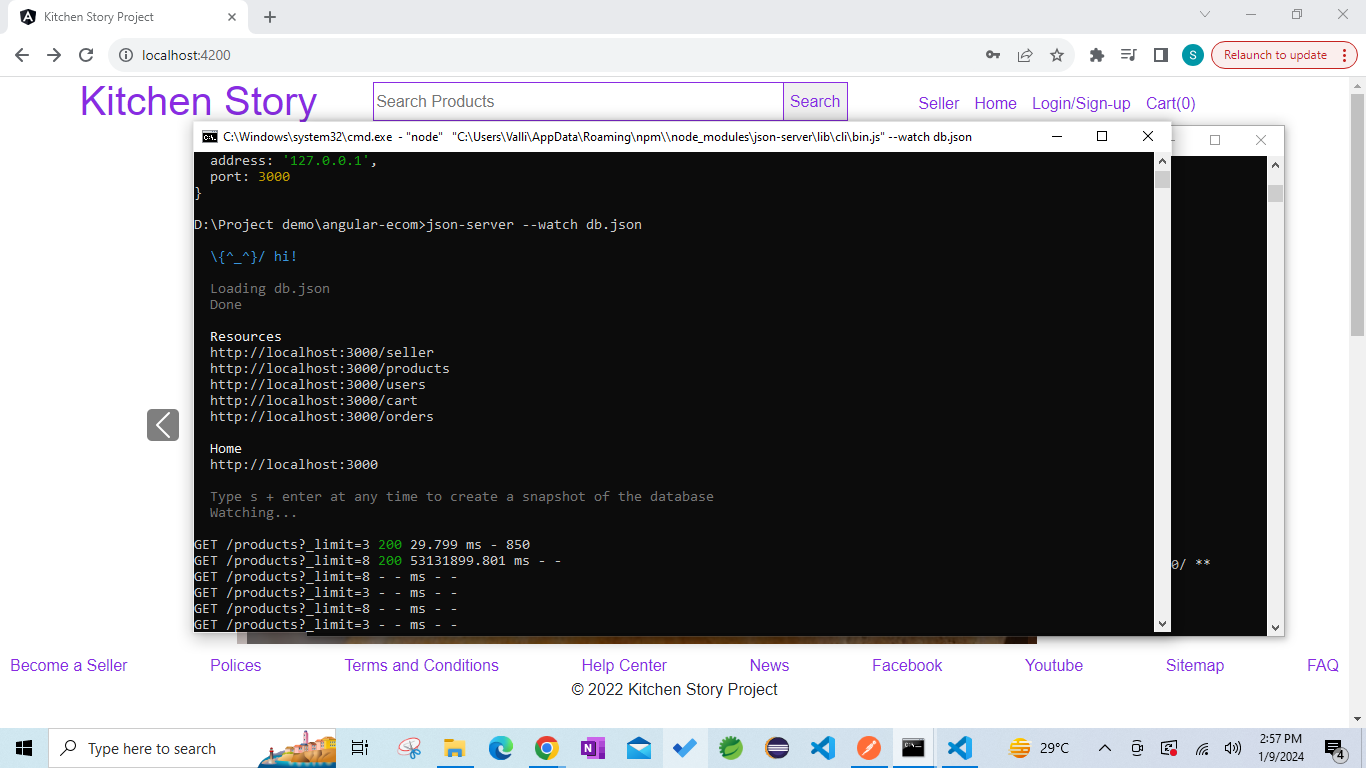 Kitchen Story Project
localhost:4200
S
Relaunch to update
Kitchen Story
Search Products
Search
Seller
Home
Login/Sign-up
Cart(0)
C:\Windows\system32\cmd.exe - "node" "C:\Users\Valli\AppData\Roaming\npm\\node_modules\json-server\lib\cli\bin.js" --watch db.json
address: '127.0.0.1',
port: 3000
}
D:\Project demo\angular-ecom>json-server --watch db.json
\{^_^}/ hi!
Loading db.json
Done
Resources
http://localhost:3000/seller
http://localhost:3000/products
http://localhost:3000/users
http://localhost:3000/cart
http://localhost:3000/orders
Home
http://localhost:3000
Type s + enter at any time to create a snapshot of the database
Watching...
GET /products?_limit=3 200 29.799 ms - 850
GET /products?_limit=8 200 53131899.801 ms - -
GET /products?_limit=8 - - ms - -
GET /products?_limit=3 - - ms - -
GET /products?_limit=8 - - ms - -
GET /products?_limit=3 - - ms - -
0/ **
Become a Seller
Polices
Terms and Conditions
Help Center
News
Facebook
Youtube
Sitemap
FAQ
© 2022 Kitchen Story Project
Type here to search
29°C
2:57 PM
1/9/2024
4